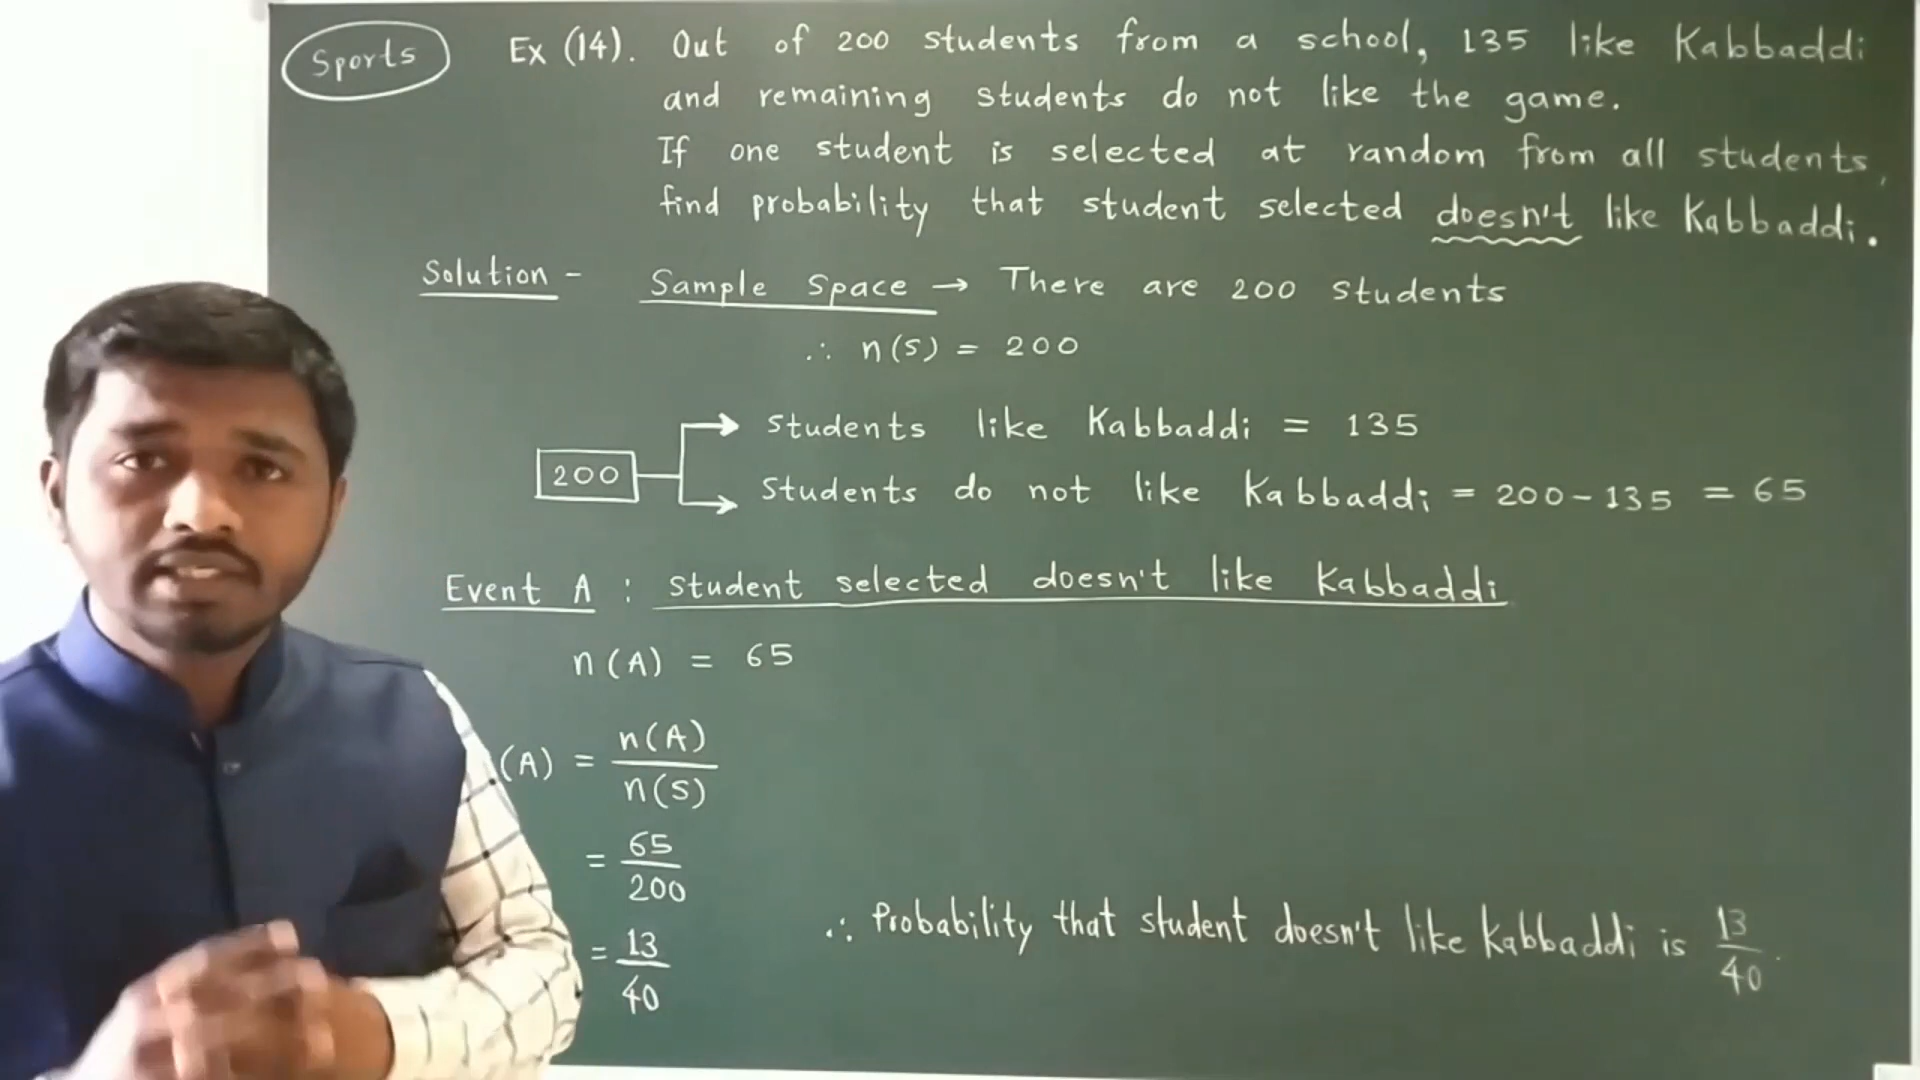 Sports
Ex (14). Out of 200 students from a school, 135 like Kabbaddi
and remaining students do not like the game.
If one student is selected at random from all students,
find probability that student selected doesn't like Kabbaddi.
Solution - Sample Space → There are 200 students
∴ n(S) = 200
200
students like Kabbaddi = 135
students do not like Kabbaddi = 200 - 135 = 65
Event A : student selected doesn't like Kabbaddi
n(A) = 65
(A) = n(A)/n(S)
= 65/200
= 13/40
∴ Probability that student doesn't like Kabbaddi is 13/40.